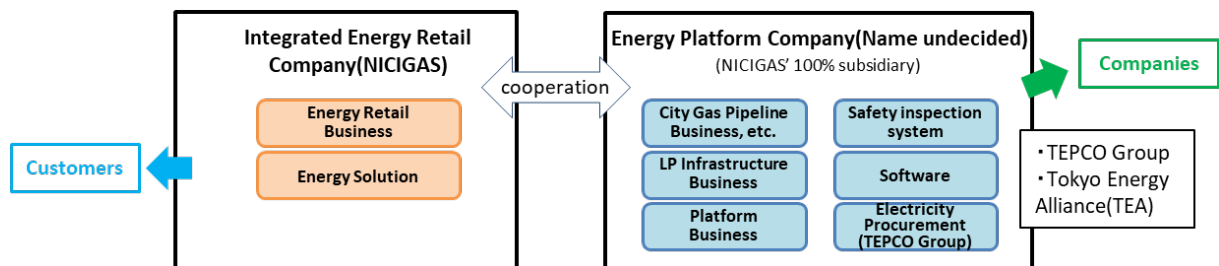 Integrated Energy Retail
Company(NICIGAS)
Energy Retail
Business
Energy Solution
Customers
cooperation
Energy Platform Company(Name undecided)
(NICIGAS' 100% subsidiary)
City Gas Pipeline
Business, etc.
Safety inspection
system
LP Infrastructure
Business
Software
Platform
Business
Electricity
Procurement
(TEPCO Group)
Companies
・TEPCO Group
・Tokyo Energy
Alliance(TEA)